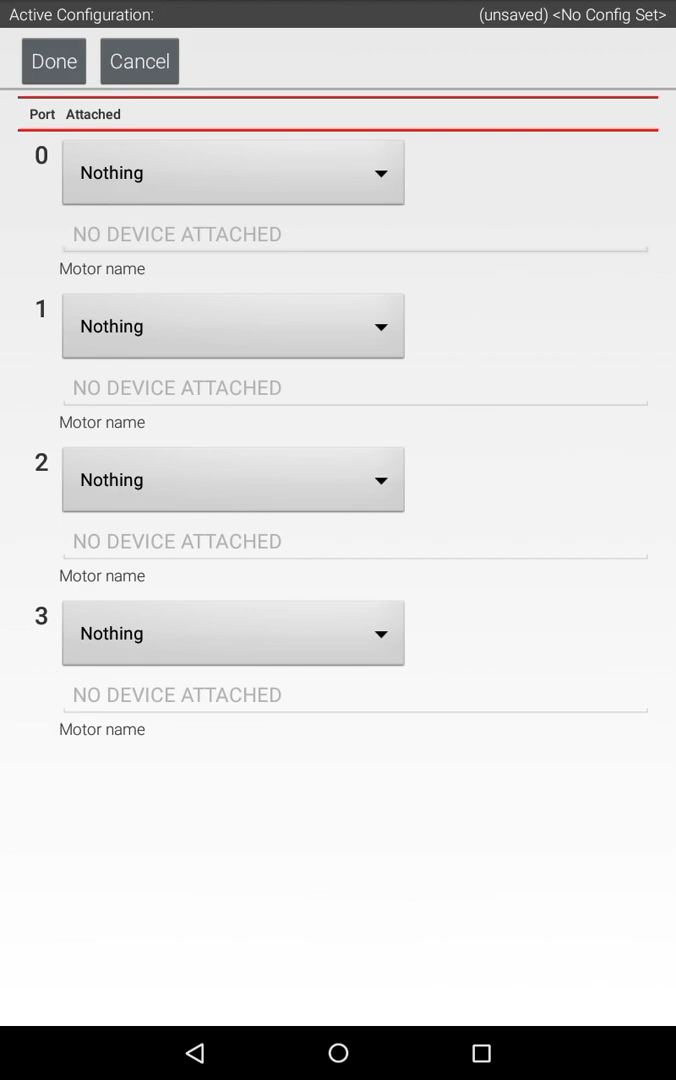 Active Configuration: (unsaved) <No Config Set>
Done Cancel
Port Attached
0 Nothing
NO DEVICE ATTACHED
Motor name
1 Nothing
NO DEVICE ATTACHED
Motor name
2 Nothing
NO DEVICE ATTACHED
Motor name
3 Nothing
NO DEVICE ATTACHED
Motor name